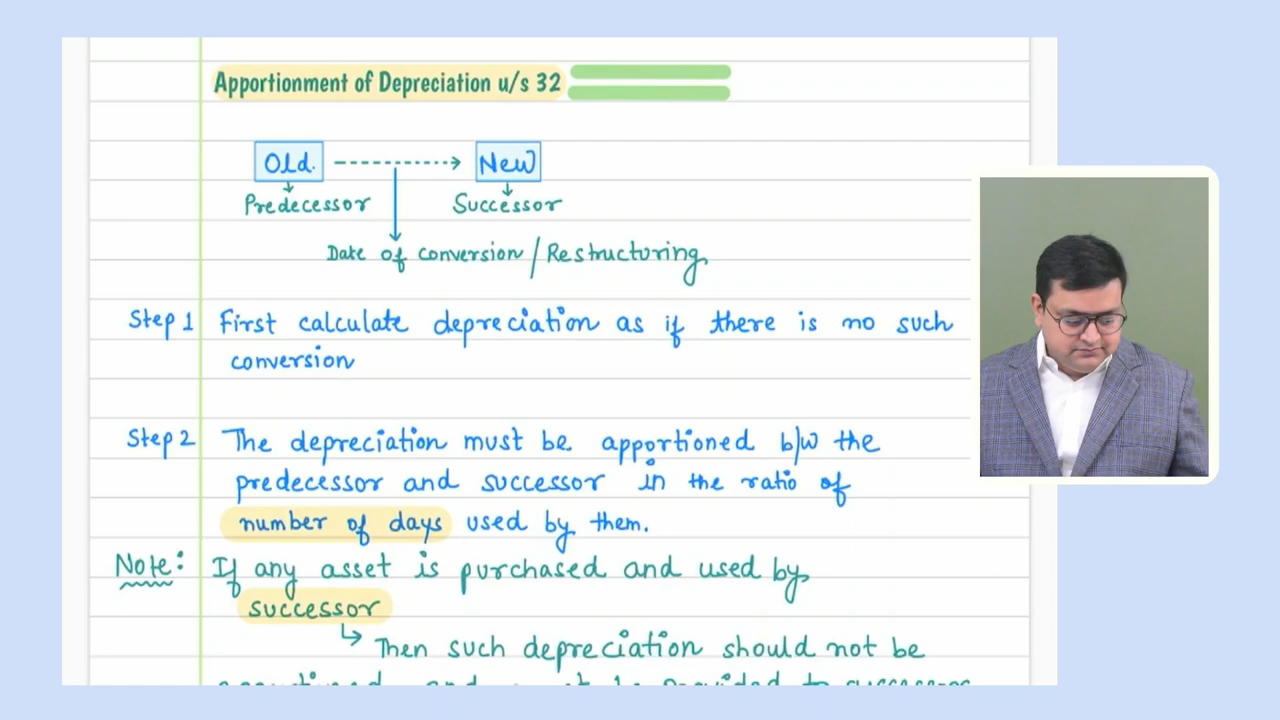 Apportionment of Depreciation u/s 32
Old. New
Predecessor Successor
Date of conversion / Restructuring
Step 1 First calculate depreciation as if there is no such
conversion
Step 2 The depreciation must be apportioned b/w the
predecessor and successor in the ratio of
number of days used by them.
Note: If any asset is purchased and used by
successor
Then such depreciation should not be